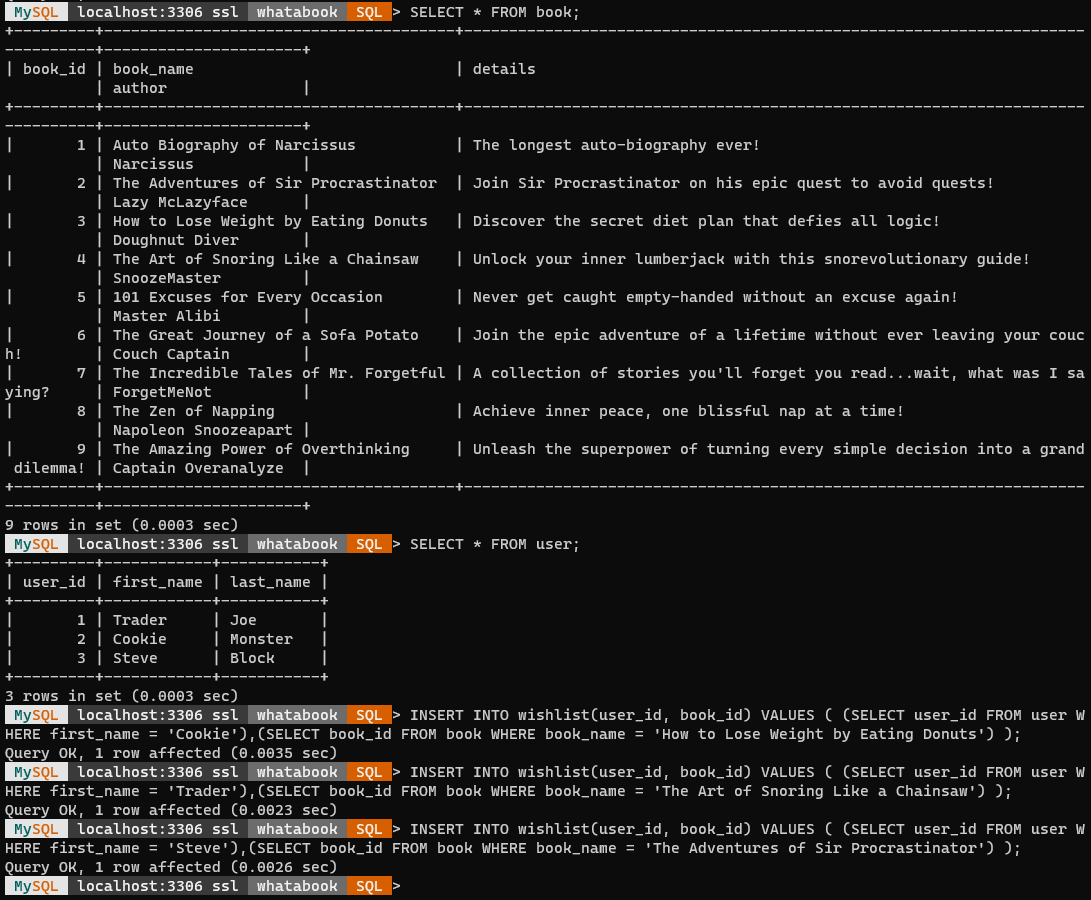 MySQL localhost:3306 ssl whatabook SQL > SELECT * FROM book;
+---------+---------------------------------------+---------------------------------------------------------------------
----------+----------------------+
| book_id | book_name                             | details
          | author               |
+---------+---------------------------------------+---------------------------------------------------------------------
----------+----------------------+
|       1 | Auto Biography of Narcissus           | The longest auto-biography ever!
          | Narcissus            |
|       2 | The Adventures of Sir Procrastinator  | Join Sir Procrastinator on his epic quest to avoid quests!
          | Lazy McLazyface      |
|       3 | How to Lose Weight by Eating Donuts   | Discover the secret diet plan that defies all logic!
          | Doughnut Diver       |
|       4 | The Art of Snoring Like a Chainsaw    | Unlock your inner lumberjack with this snorevolutionary guide!
          | SnoozeMaster         |
|       5 | 101 Excuses for Every Occasion        | Never get caught empty-handed without an excuse again!
          | Master Alibi         |
|       6 | The Great Journey of a Sofa Potato    | Join the epic adventure of a lifetime without ever leaving your couc
h!        | Couch Captain        |
|       7 | The Incredible Tales of Mr. Forgetful | A collection of stories you'll forget you read...wait, what was I sa
ying?     | ForgetMeNot          |
|       8 | The Zen of Napping                    | Achieve inner peace, one blissful nap at a time!
          | Napoleon Snoozeapart |
|       9 | The Amazing Power of Overthinking     | Unleash the superpower of turning every simple decision into a grand
 dilemma! | Captain Overanalyze  |
+---------+---------------------------------------+---------------------------------------------------------------------
----------+----------------------+
9 rows in set (0.0003 sec)
MySQL localhost:3306 ssl whatabook SQL > SELECT * FROM user;
+---------+------------+-----------+
| user_id | first_name | last_name |
+---------+------------+-----------+
|       1 | Trader     | Joe       |
|       2 | Cookie     | Monster   |
|       3 | Steve      | Block     |
+---------+------------+-----------+
3 rows in set (0.0003 sec)
MySQL localhost:3306 ssl whatabook SQL > INSERT INTO wishlist(user_id, book_id) VALUES ( (SELECT user_id FROM user W
HERE first_name = 'Cookie'),(SELECT book_id FROM book WHERE book_name = 'How to Lose Weight by Eating Donuts') );
Query OK, 1 row affected (0.0035 sec)
MySQL localhost:3306 ssl whatabook SQL > INSERT INTO wishlist(user_id, book_id) VALUES ( (SELECT user_id FROM user W
HERE first_name = 'Trader'),(SELECT book_id FROM book WHERE book_name = 'The Art of Snoring Like a Chainsaw') );
Query OK, 1 row affected (0.0023 sec)
MySQL localhost:3306 ssl whatabook SQL > INSERT INTO wishlist(user_id, book_id) VALUES ( (SELECT user_id FROM user W
HERE first_name = 'Steve'),(SELECT book_id FROM book WHERE book_name = 'The Adventures of Sir Procrastinator') );
Query OK, 1 row affected (0.0026 sec)
MySQL localhost:3306 ssl whatabook SQL >